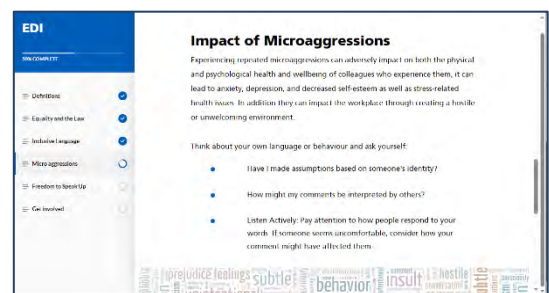 EDI
Definitions
Equality and the Law
Inclusive Language
Micro aggressions
Freedom to Speak Up
Get involved
Impact of Microaggressions
Experiencing repeated microaggressions can adversely impact on both the physical
and psychological health and wellbeing of colleagues who experience them, it can
lead to anxiety, depression, and decreased self-esteem as well as stress-related
health issues. In addition they can impact the workplace through creating a hostile
or unwelcoming environment.
Think about your own language or behaviour and ask yourself:
Have I made assumptions based on someone's identity?
How might my comments be interpreted by others?
Listen Actively: Pay attention to how people respond to your
words. If someone seems uncomfortable, consider how your
comment might have affected them.
prejudice feelings subtle behavior insult hostile
subtle